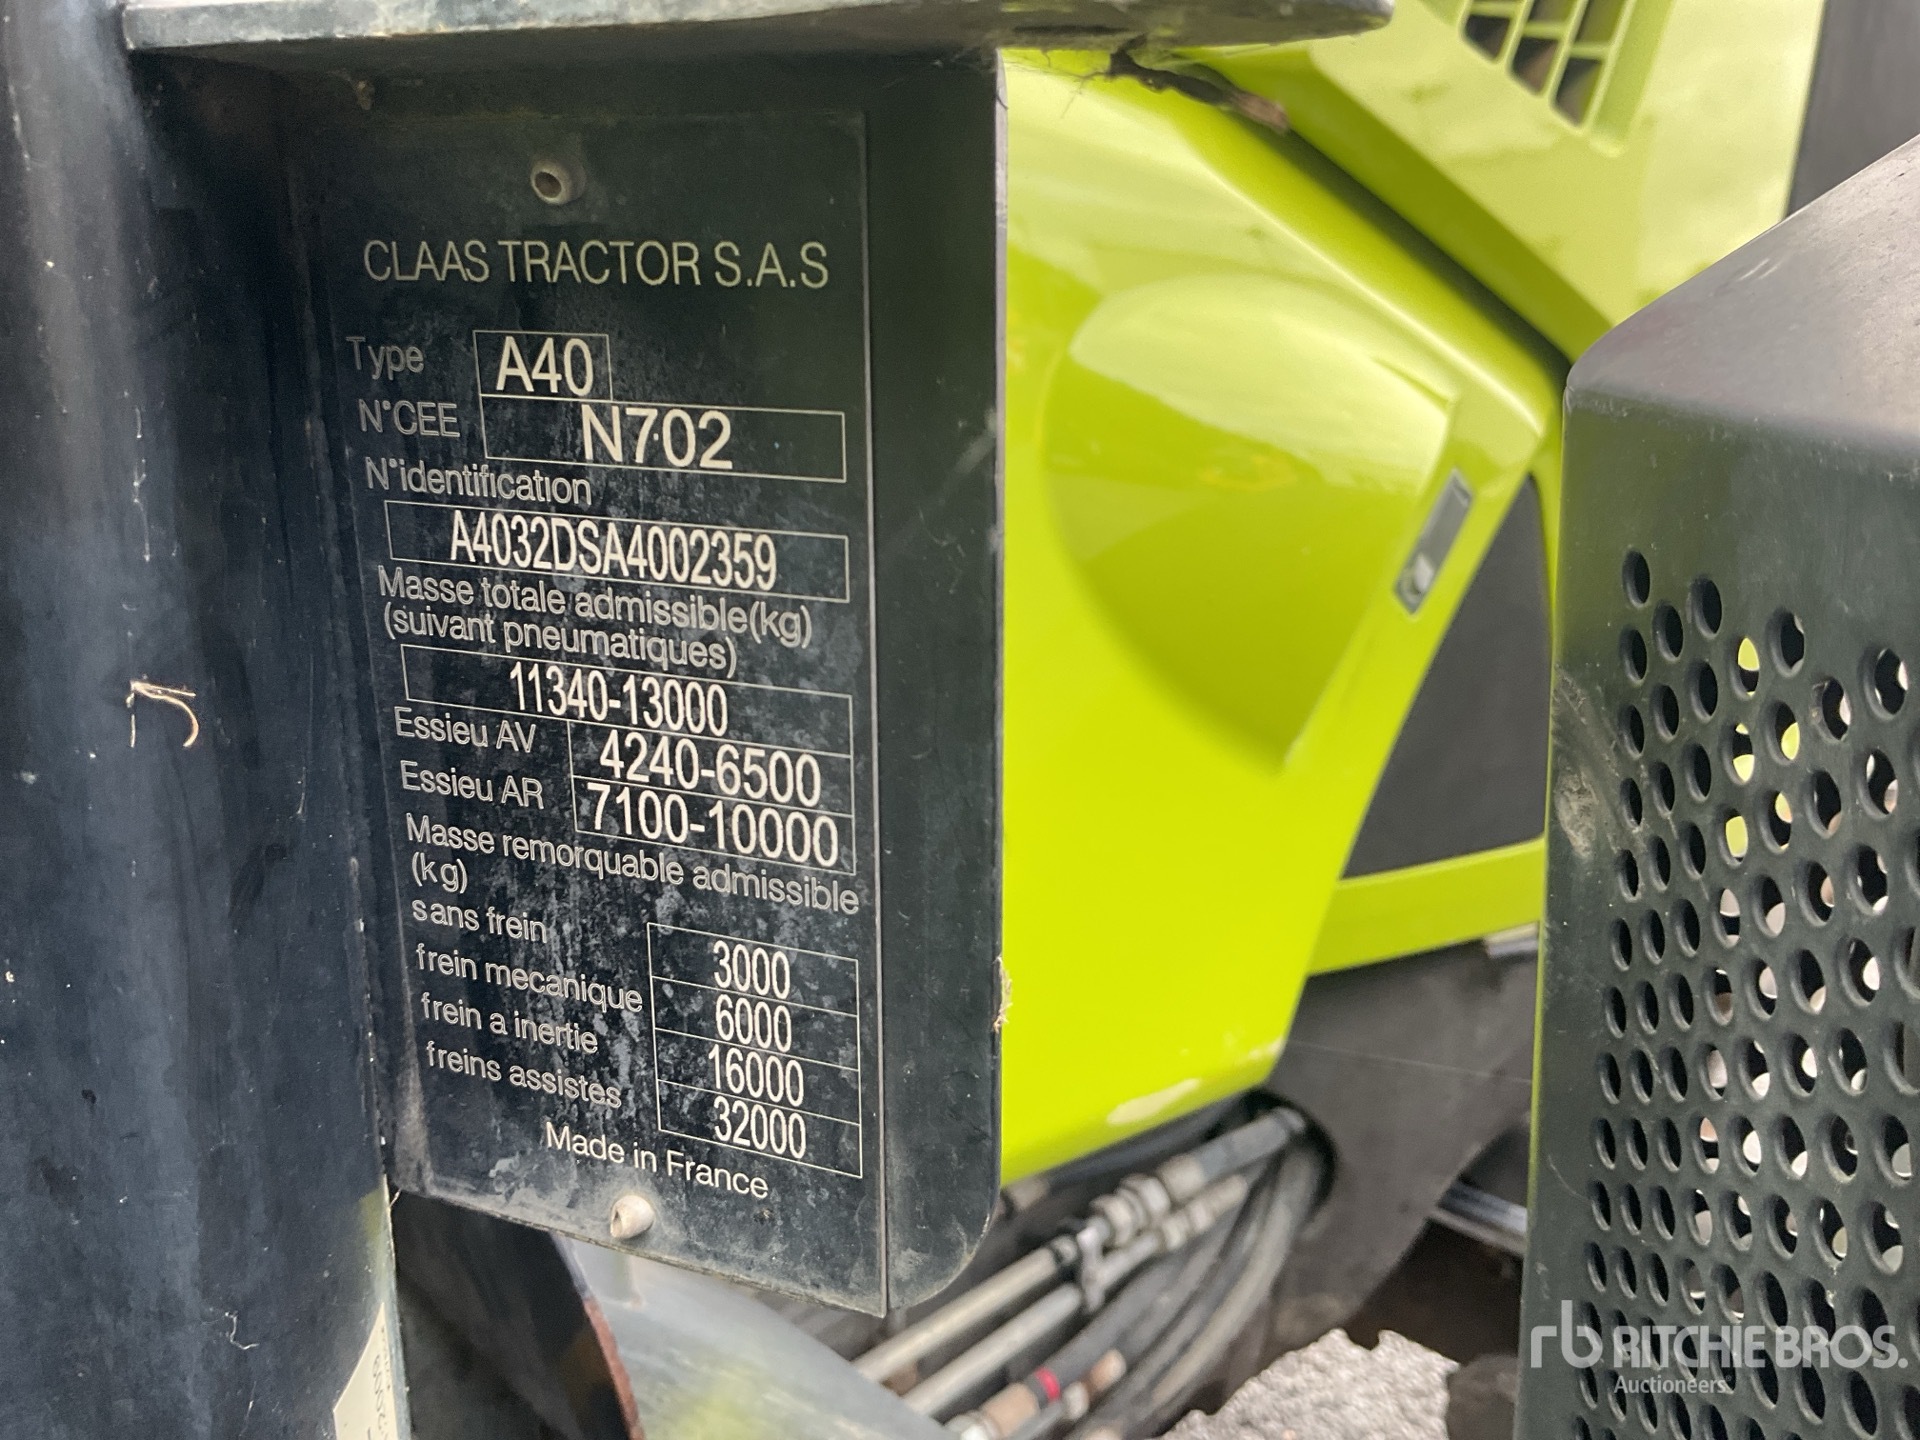 CLAAS TRACTOR S.A.S
Type A40
N°CEE N702
N°identification
A4032DSA4002359
Masse totale admissible(kg)
(suivant pneumatiques)
11340-13000
Essieu AV 4240-6500
Essieu AR 7100-10000
Masse remorquable admissible
(kg)
sans frein 3000
frein mecanique 6000
frein a inertie 16000
freins assistes 32000
Made in France
rb RITCHIE BROS.
Auctioneers